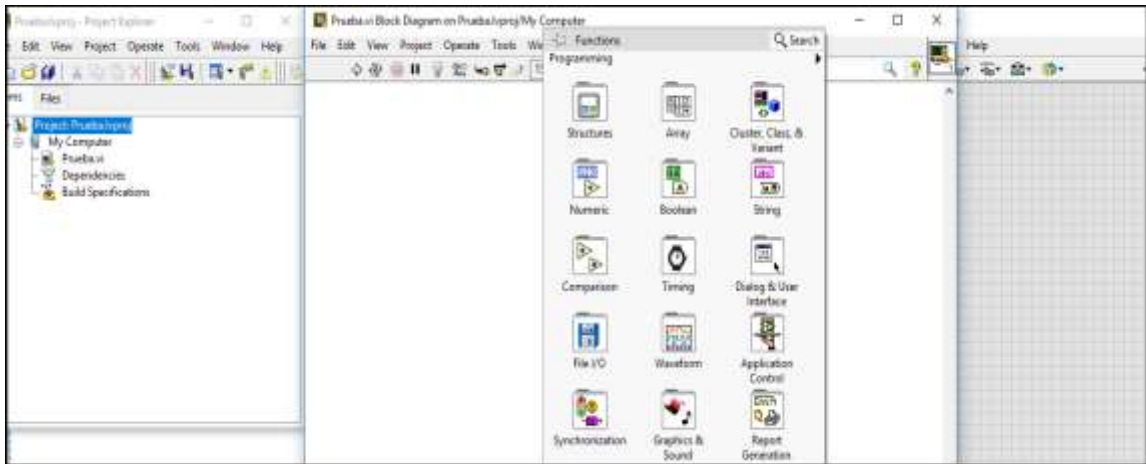 Prueba.lvproj - Project Explorer
Edit View Project Operate Tools Window Help
Files
Project: Prueba.lvproj
My Computer
Prueba.vi
Dependencies
Build Specifications
Prueba.vi Block Diagram on Prueba.lvproj/My Computer
File Edit View Project Operate Tools
Functions
Search
Programming
Structures
Array
Cluster, Class, &
Variant
Numeric
Boolean
String
Comparison
Timing
Dialog & User
Interface
File I/O
Waveform
Application
Control
Synchronization
Graphics &
Sound
Report
Generation
Help